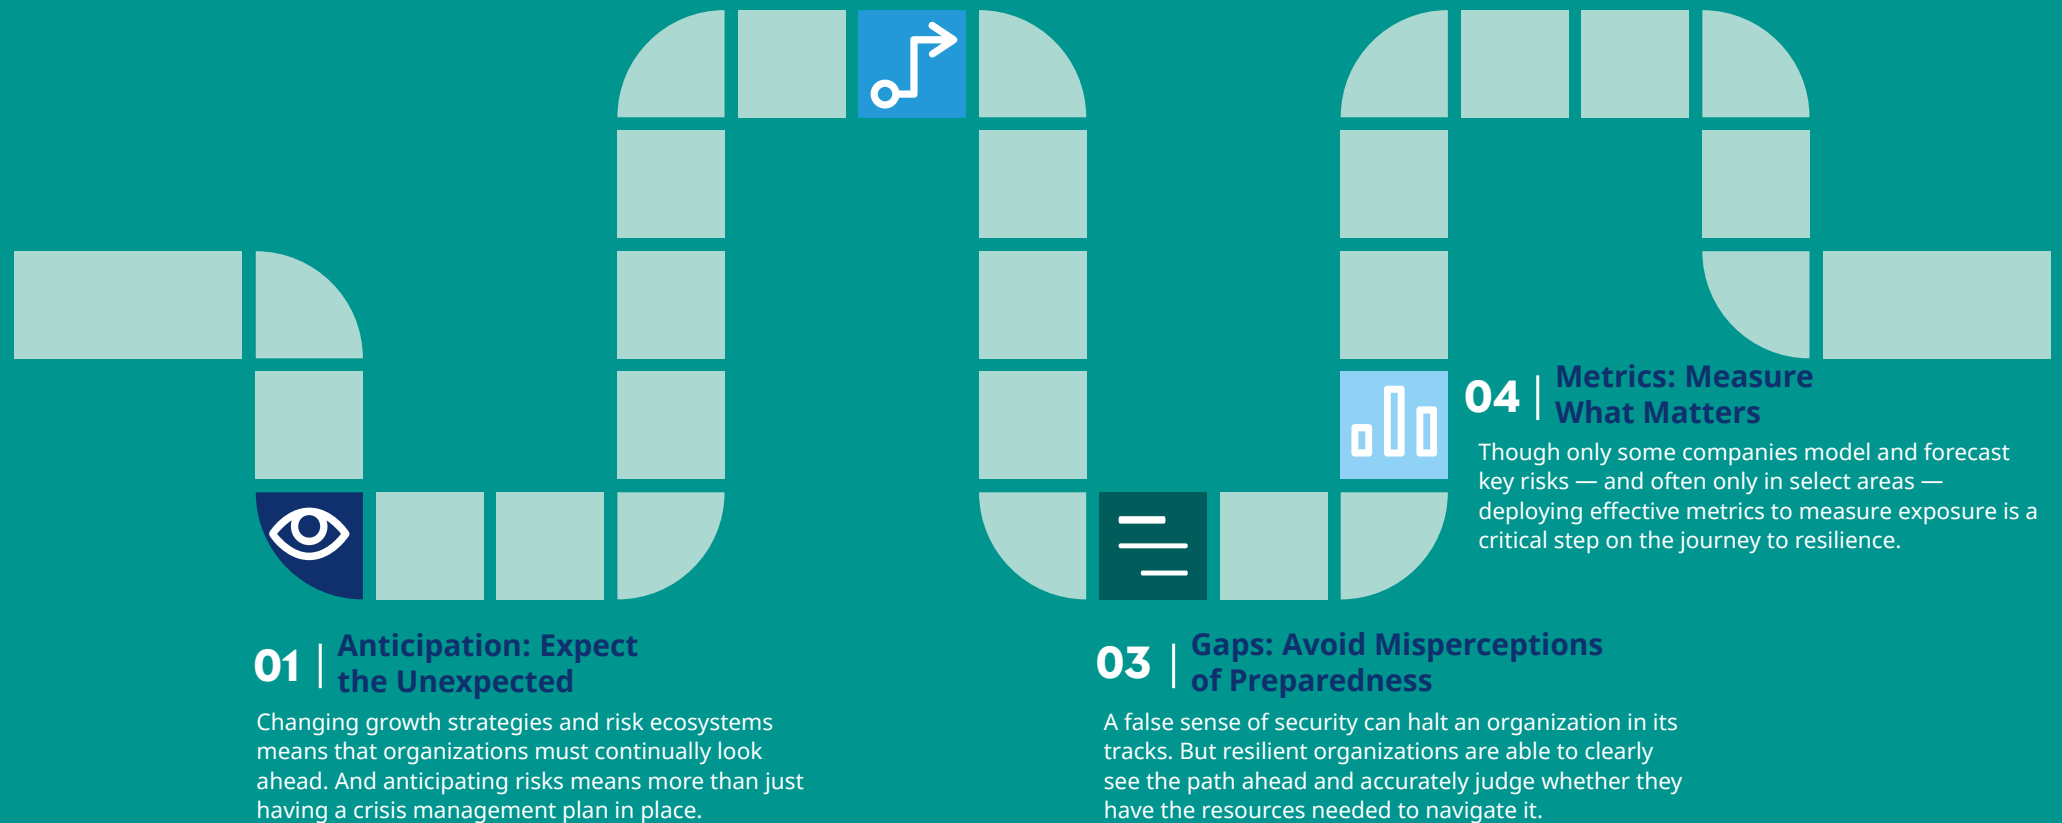 01
Anticipation: Expect
the Unexpected
Changing growth strategies and risk ecosystems
means that organizations must continually look
ahead. And anticipating risks means more than just
having a crisis management plan in place.
03
Gaps: Avoid Misperceptions
of Preparedness
A false sense of security can halt an organization in its
tracks. But resilient organizations are able to clearly
see the path ahead and accurately judge whether they
have the resources needed to navigate it.
04
Metrics: Measure
What Matters
Though only some companies model and forecast
key risks — and often only in select areas —
deploying effective metrics to measure exposure is a
critical step on the journey to resilience.